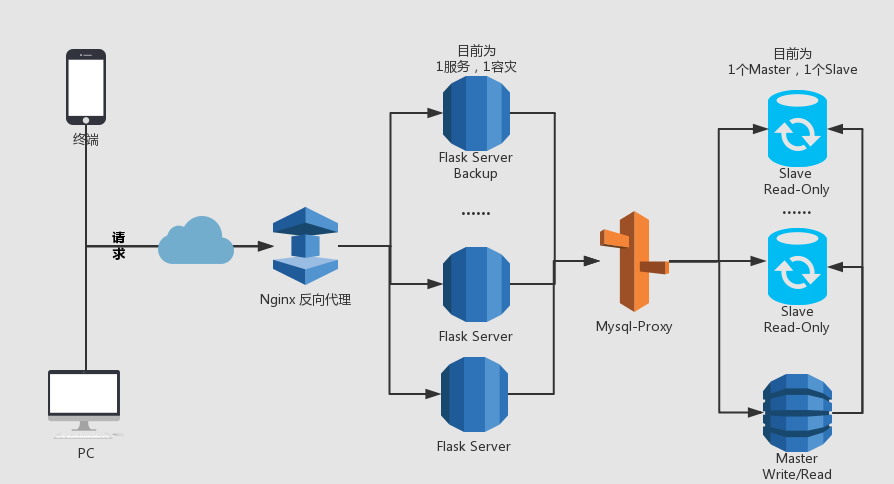 目前为
1服务，1容灾
目前为
1个Master，1个Slave
终端
Flask Server
Backup
Slave
Read-Only
......
......
请
求
Nginx 反向代理
Flask Server
Mysql-Proxy
Slave
Read-Only
Flask Server
PC
Master
Write/Read